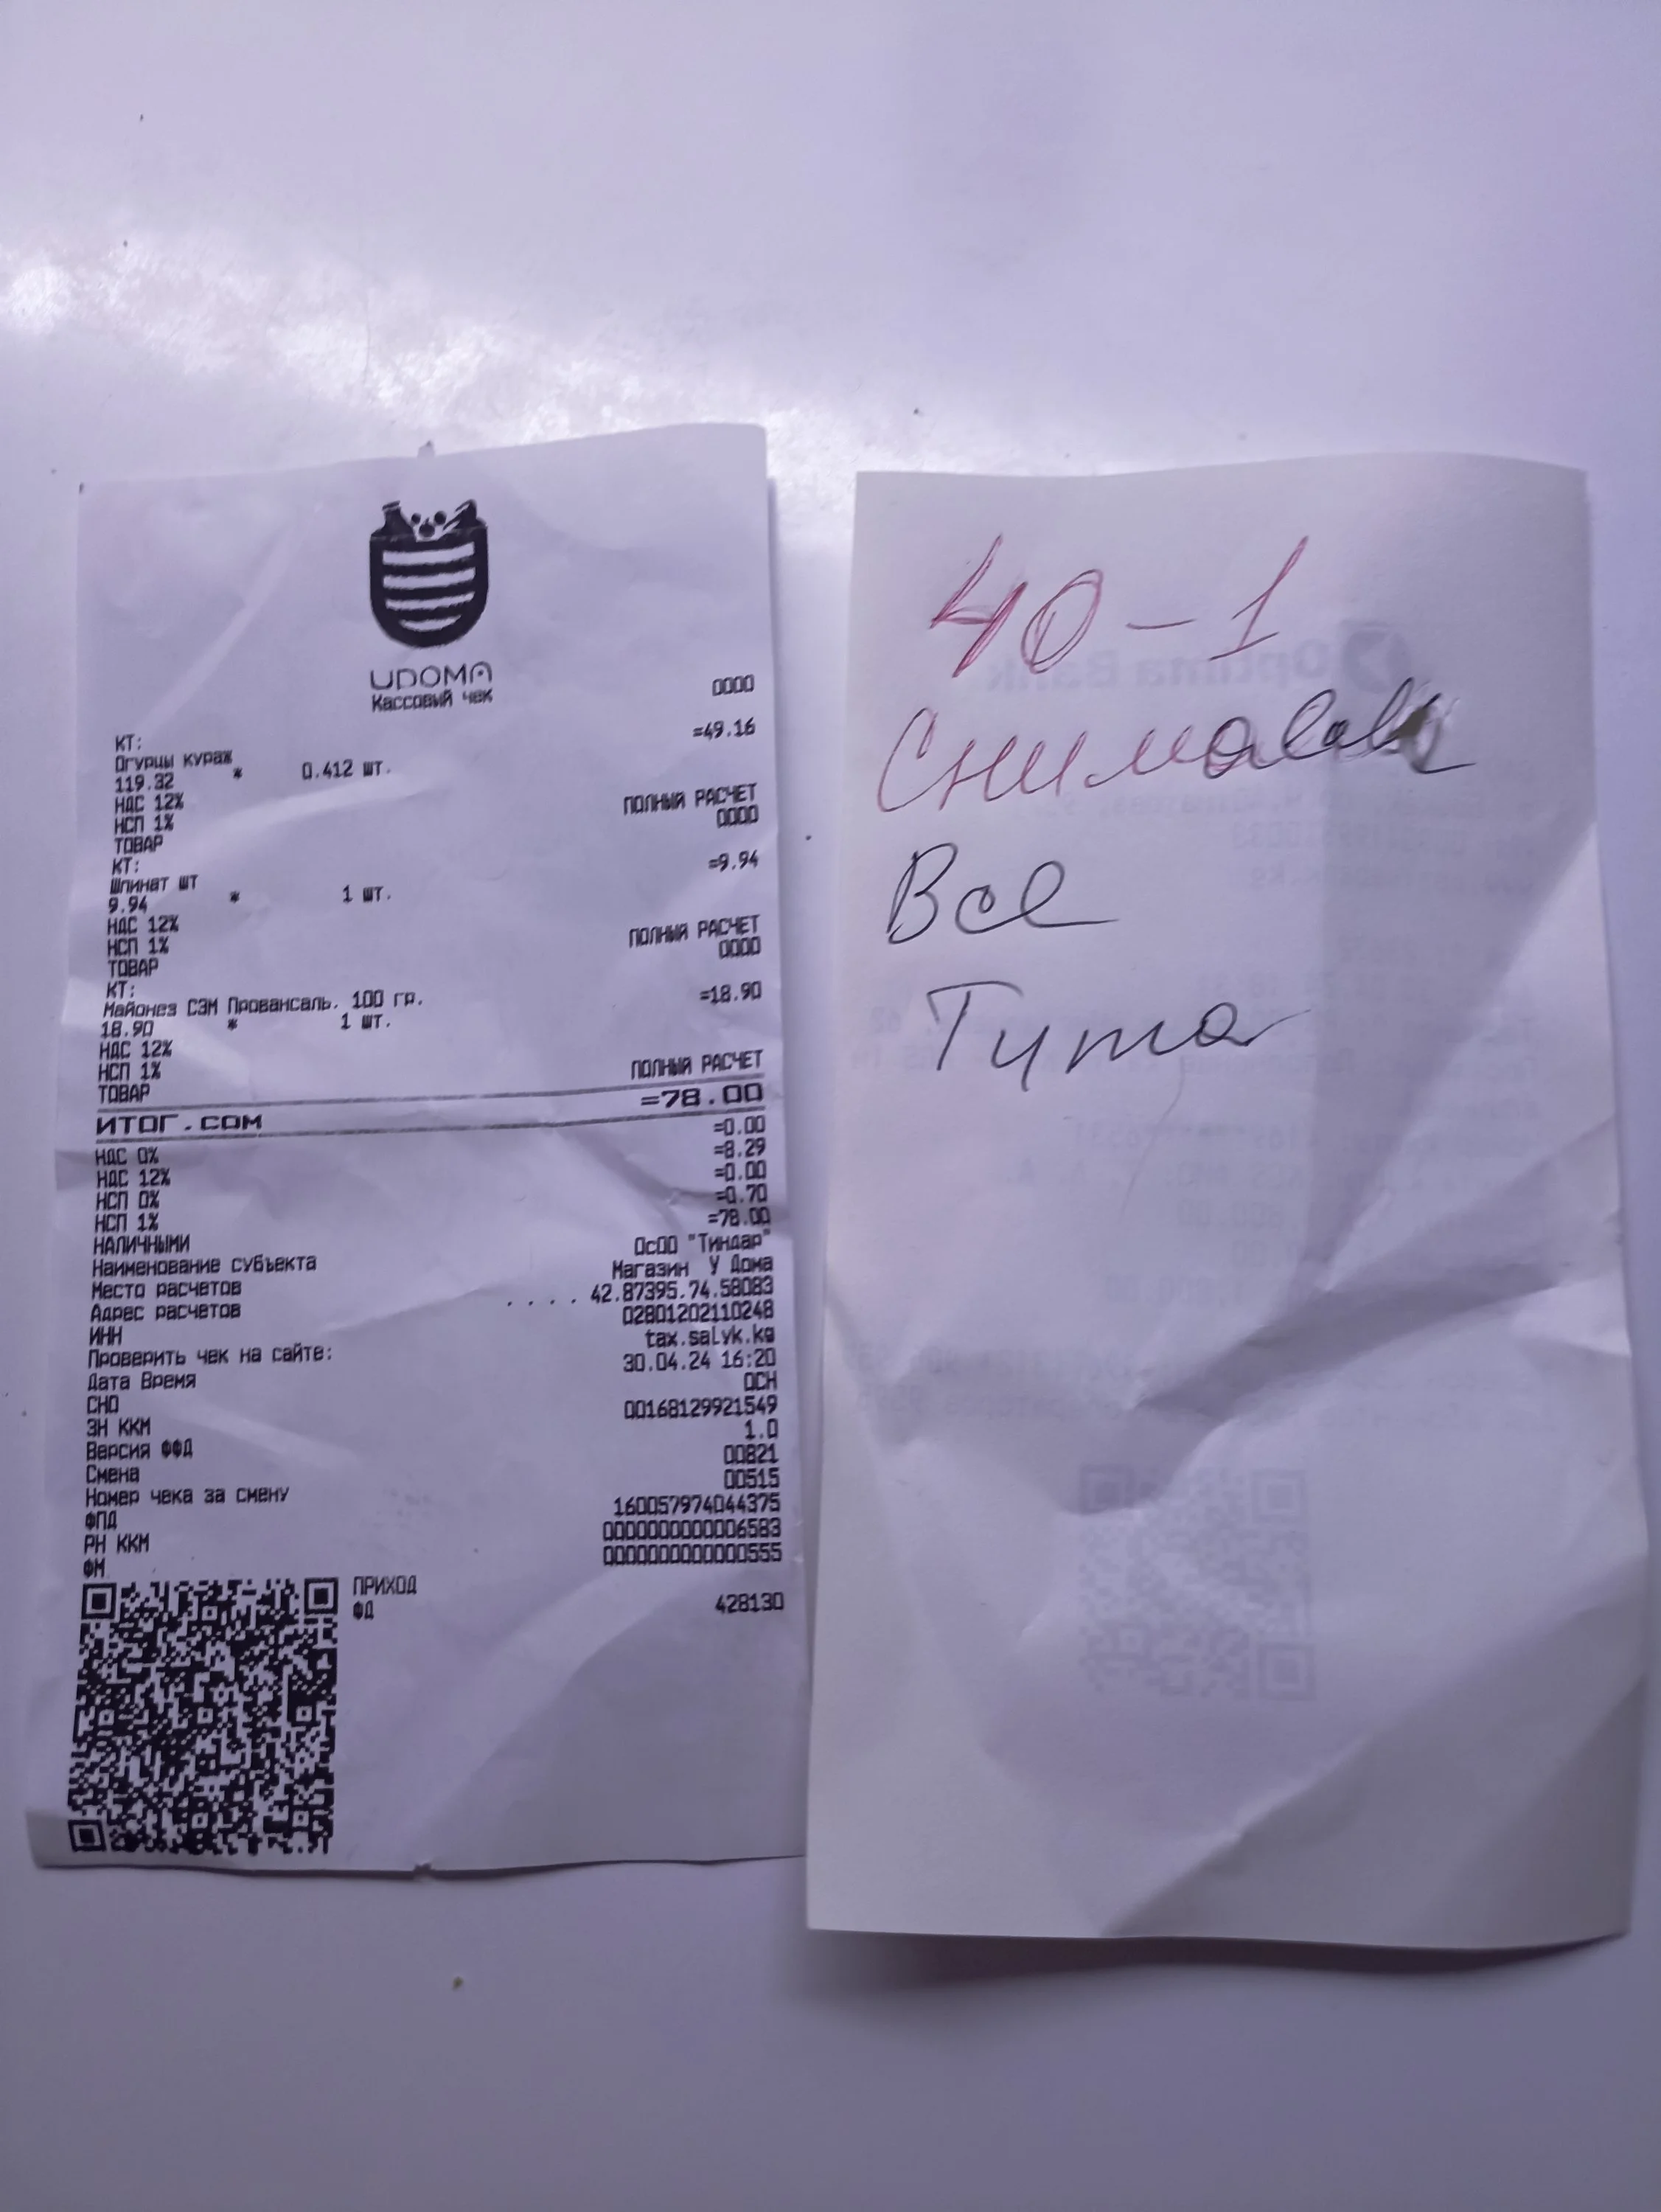 UDOMA
Кассовый чек
0000
КТ:
=49.16
Огурцы кураж
119.32 * 0.412 шт.
НДС 12%
НСП 1%
ПОЛНЫЙ РАСЧЕТ
ТОВАР
0000
КТ:
=9.94
Шпинат шт
9.94 * 1 шт.
НДС 12%
НСП 1%
ПОЛНЫЙ РАСЧЕТ
ТОВАР
0000
КТ:
=18.90
Майонез СЭМ Провансаль. 100 гр.
18.90 * 1 шт.
НДС 12%
НСП 1%
ПОЛНЫЙ РАСЧЕТ
ТОВАР
ИТОГ.сом =78.00
НДС 0% =0.00
НДС 12% =8.29
НСП 0% =0.00
НСП 1% =0.70
НАЛИЧНЫМИ =78.00
Наименование субъекта ОсОО "Тиндар"
Место расчетов Магазин У Дома
Адрес расчетов . . . . 42.87395.74.58083
ИНН 02801202110248
Проверить чек на сайте: tax.salyk.kg
Дата Время 30.04.24 16:20
СНО ОСН
ЗН ККМ 00168129921549
Версия ФФД 1.0
Смена 00821
Номер чека за смену 00515
ФПД 160057974044375
РН ККМ 0000000000006583
ФМ 0000000000000555
ПРИХОД
ФД 428130
40-1
Все
Тута
Optima Bank